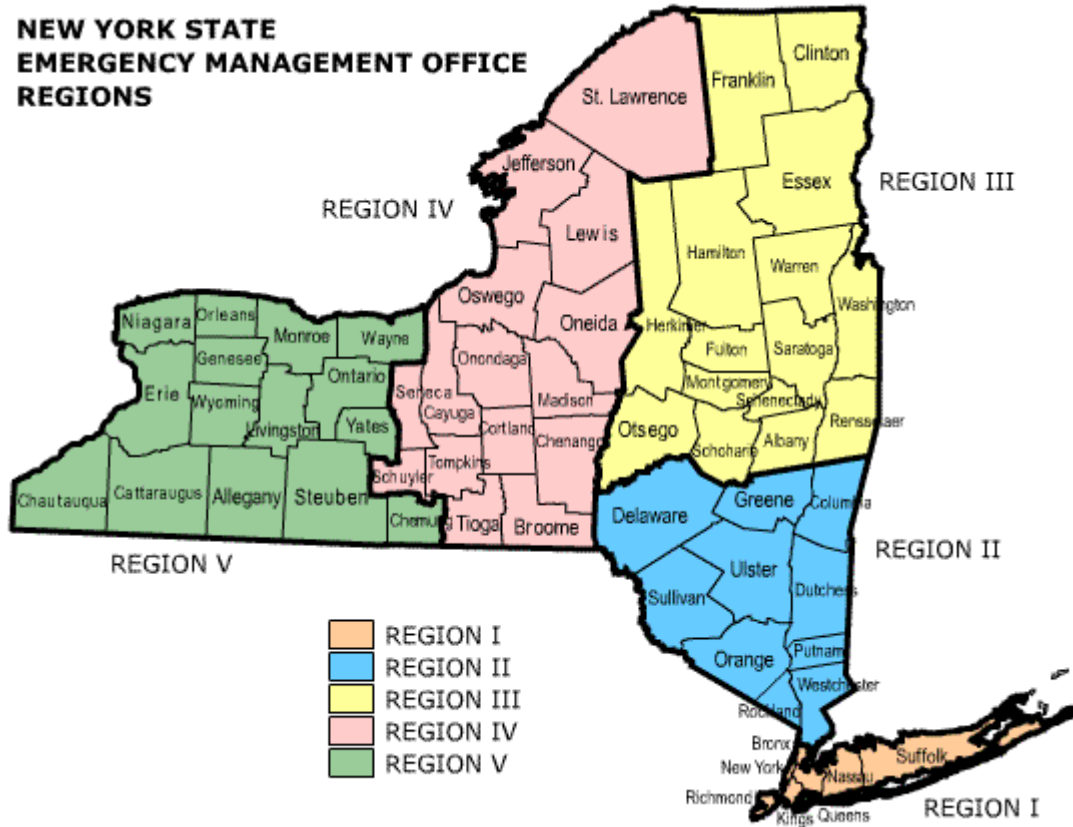 NEW YORK STATE
EMERGENCY MANAGEMENT OFFICE
REGIONS
Clinton
Franklin
St. Lawrence
Jefferson
Essex
REGION III
REGION IV
Lewis
Hamilton
Warren
Oswego
Washington
Niagara
Orleans
Monroe
Wayne
Oneida
Herkimer
Genesee
Onondaga
Fulton
Saratoga
Ontario
Montgomery
Erie
Wyoming
Seneca
Cayuga
Madison
Schenectady
Livingston
Yates
Cortland
Chenango
Otsego
Schoharie
Albany
Rensselaer
Tompkins
Schuyler
Chautauqua
Cattaraugus
Allegany
Steuben
Chemung
Tioga
Broome
Delaware
Greene
Columbia
REGION V
REGION II
Ulster
Sullivan
Dutchess
Orange
Putnam
Westchester
Rockland
REGION I
REGION II
REGION III
REGION IV
REGION V
Bronx
New York
Richmond
Kings
Queens
Nassau
Suffolk
REGION I